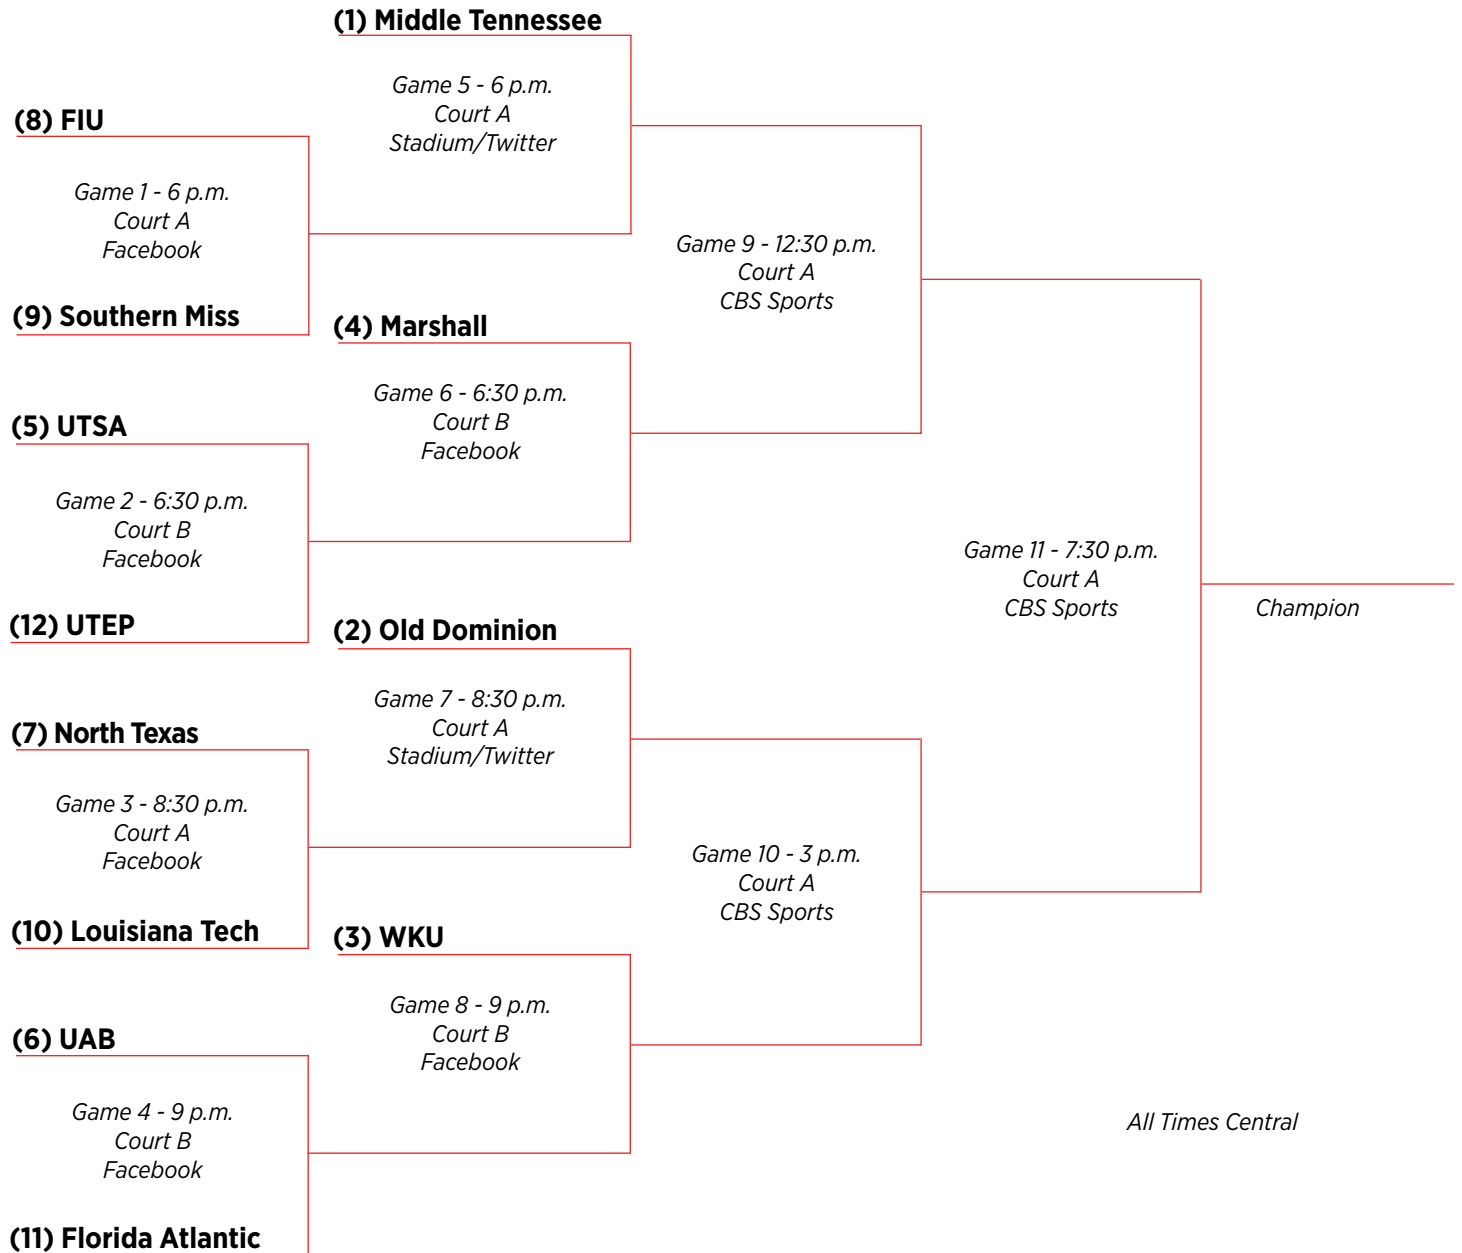 (1) Middle Tennessee
Game 5 - 6 p.m.
Court A
Stadium/Twitter
(8) FIU
Game 1 - 6 p.m.
Court A
Facebook
(9) Southern Miss
Game 9 - 12:30 p.m.
Court A
CBS Sports
(4) Marshall
Game 6 - 6:30 p.m.
Court B
Facebook
(5) UTSA
Game 2 - 6:30 p.m.
Court B
Facebook
(12) UTEP
Game 11 - 7:30 p.m.
Court A
CBS Sports
Champion
(2) Old Dominion
Game 7 - 8:30 p.m.
Court A
Stadium/Twitter
(7) North Texas
Game 3 - 8:30 p.m.
Court A
Facebook
(10) Louisiana Tech
Game 10 - 3 p.m.
Court A
CBS Sports
(3) WKU
Game 8 - 9 p.m.
Court B
Facebook
(6) UAB
Game 4 - 9 p.m.
Court B
Facebook
(11) Florida Atlantic
All Times Central